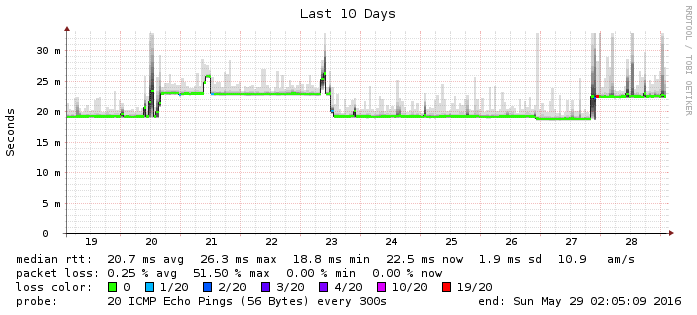 Last 10 Days
RRDTOOL / TOBI OETIKER
Seconds
30 m
25 m
20 m
15 m
10 m
5 m
0
19 20 21 22 23 24 25 26 27 28
median rtt: 20.7 ms avg 26.3 ms max 18.8 ms min 22.5 ms now 1.9 ms sd 10.9 am/s
packet loss: 0.25 % avg 51.50 % max 0.00 % min 0.00 % now
loss color: 0 1/20 2/20 3/20 4/20 10/20 19/20
probe: 20 ICMP Echo Pings (56 Bytes) every 300s end: Sun May 29 02:05:09 2016